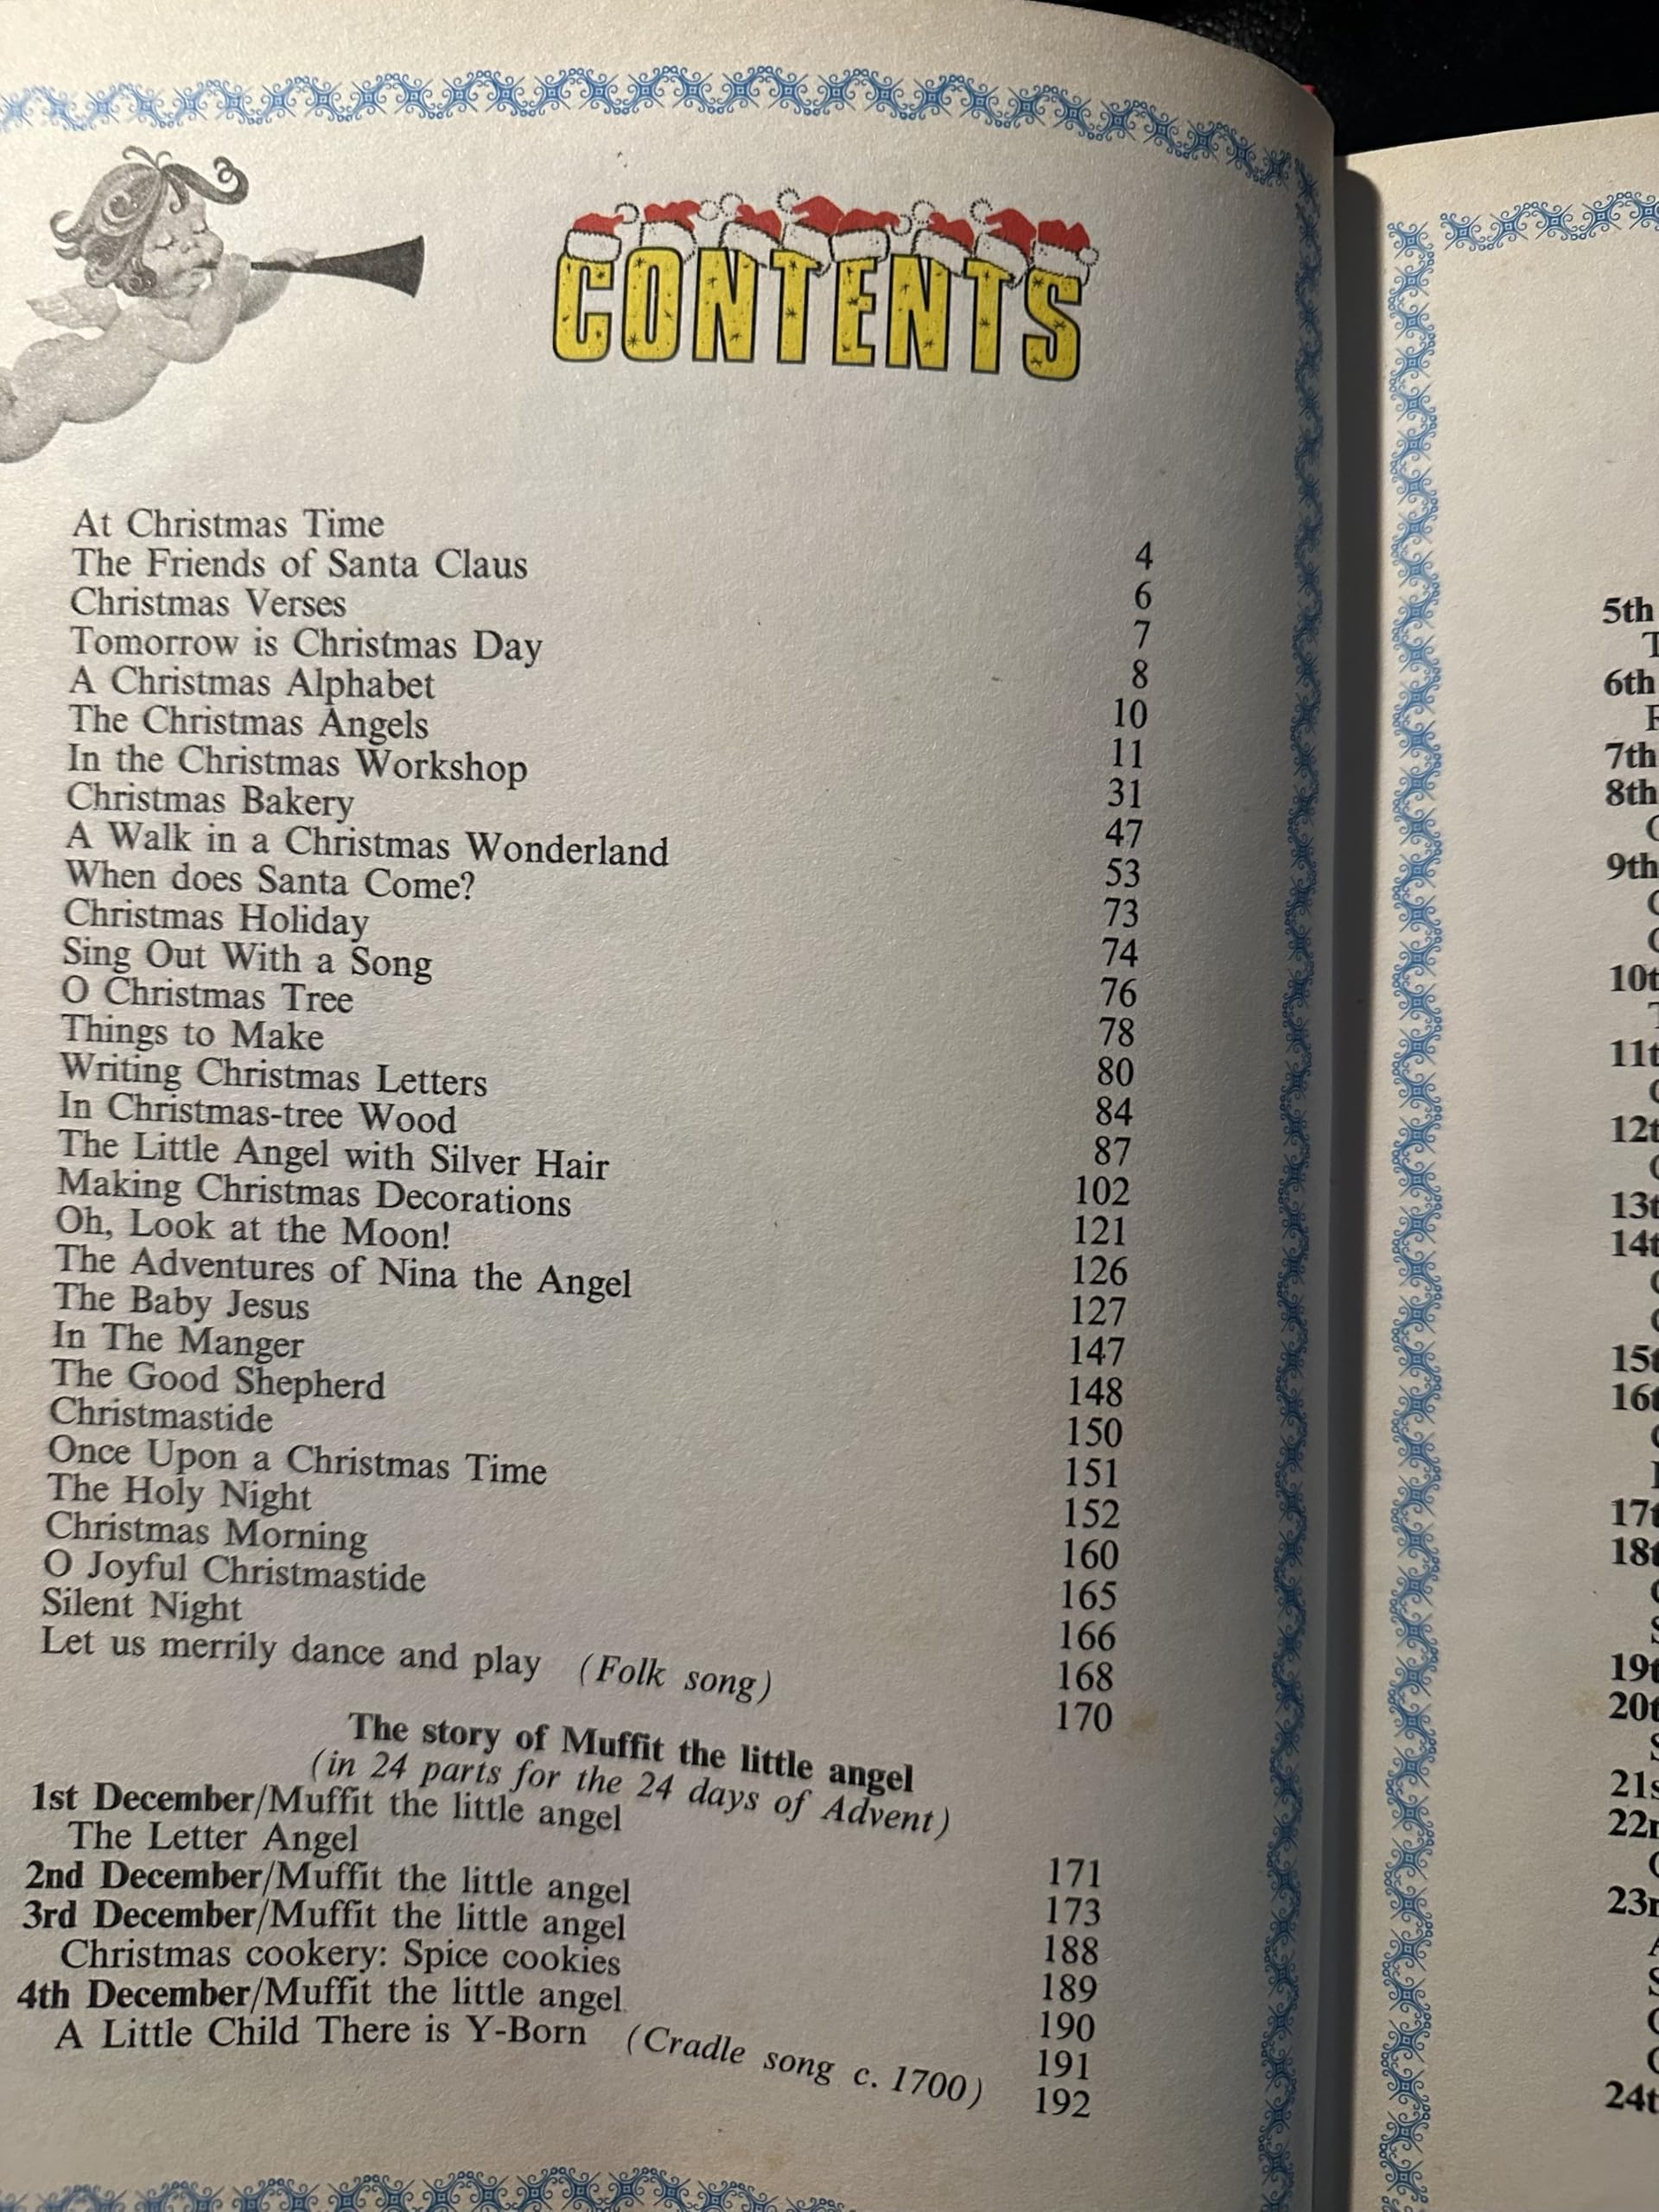 CONTENTS
At Christmas Time 4
The Friends of Santa Claus 6
Christmas Verses 7
Tomorrow is Christmas Day 8
A Christmas Alphabet 10
The Christmas Angels 11
In the Christmas Workshop 31
Christmas Bakery 47
A Walk in a Christmas Wonderland 53
When does Santa Come? 73
Christmas Holiday 74
Sing Out With a Song 76
O Christmas Tree 78
Things to Make 80
Writing Christmas Letters 84
In Christmas-tree Wood 87
The Little Angel with Silver Hair 102
Making Christmas Decorations 121
Oh, Look at the Moon! 126
The Adventures of Nina the Angel 127
The Baby Jesus 147
In The Manger 148
The Good Shepherd 150
Christmastide 151
Once Upon a Christmas Time 152
The Holy Night 160
Christmas Morning 165
O Joyful Christmastide 166
Silent Night 168
Let us merrily dance and play (Folk song) 170
The story of Muffit the little angel
(in 24 parts for the 24 days of Advent)
1st December/Muffit the little angel 171
The Letter Angel 173
2nd December/Muffit the little angel 188
3rd December/Muffit the little angel 189
Christmas cookery: Spice cookies 190
4th December/Muffit the little angel 191
A Little Child There is Y-Born (Cradle song c. 1700) 192
5th
6th
7th
8th
9th